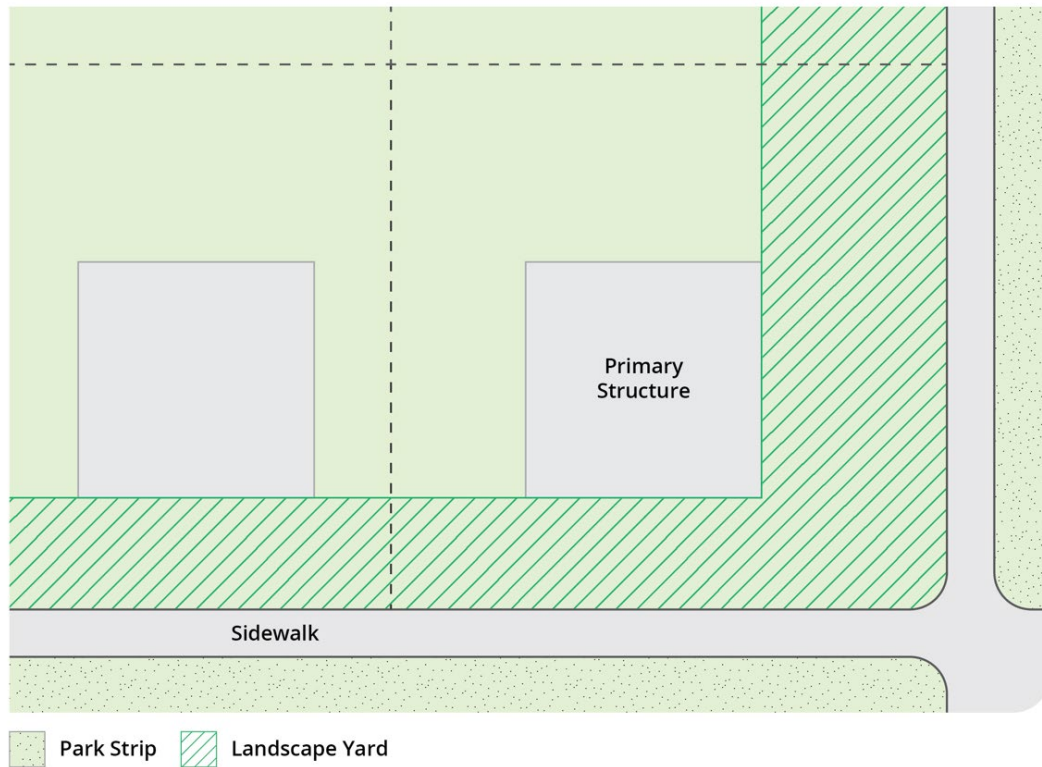 Primary
Structure
Sidewalk
Park Strip
Landscape Yard